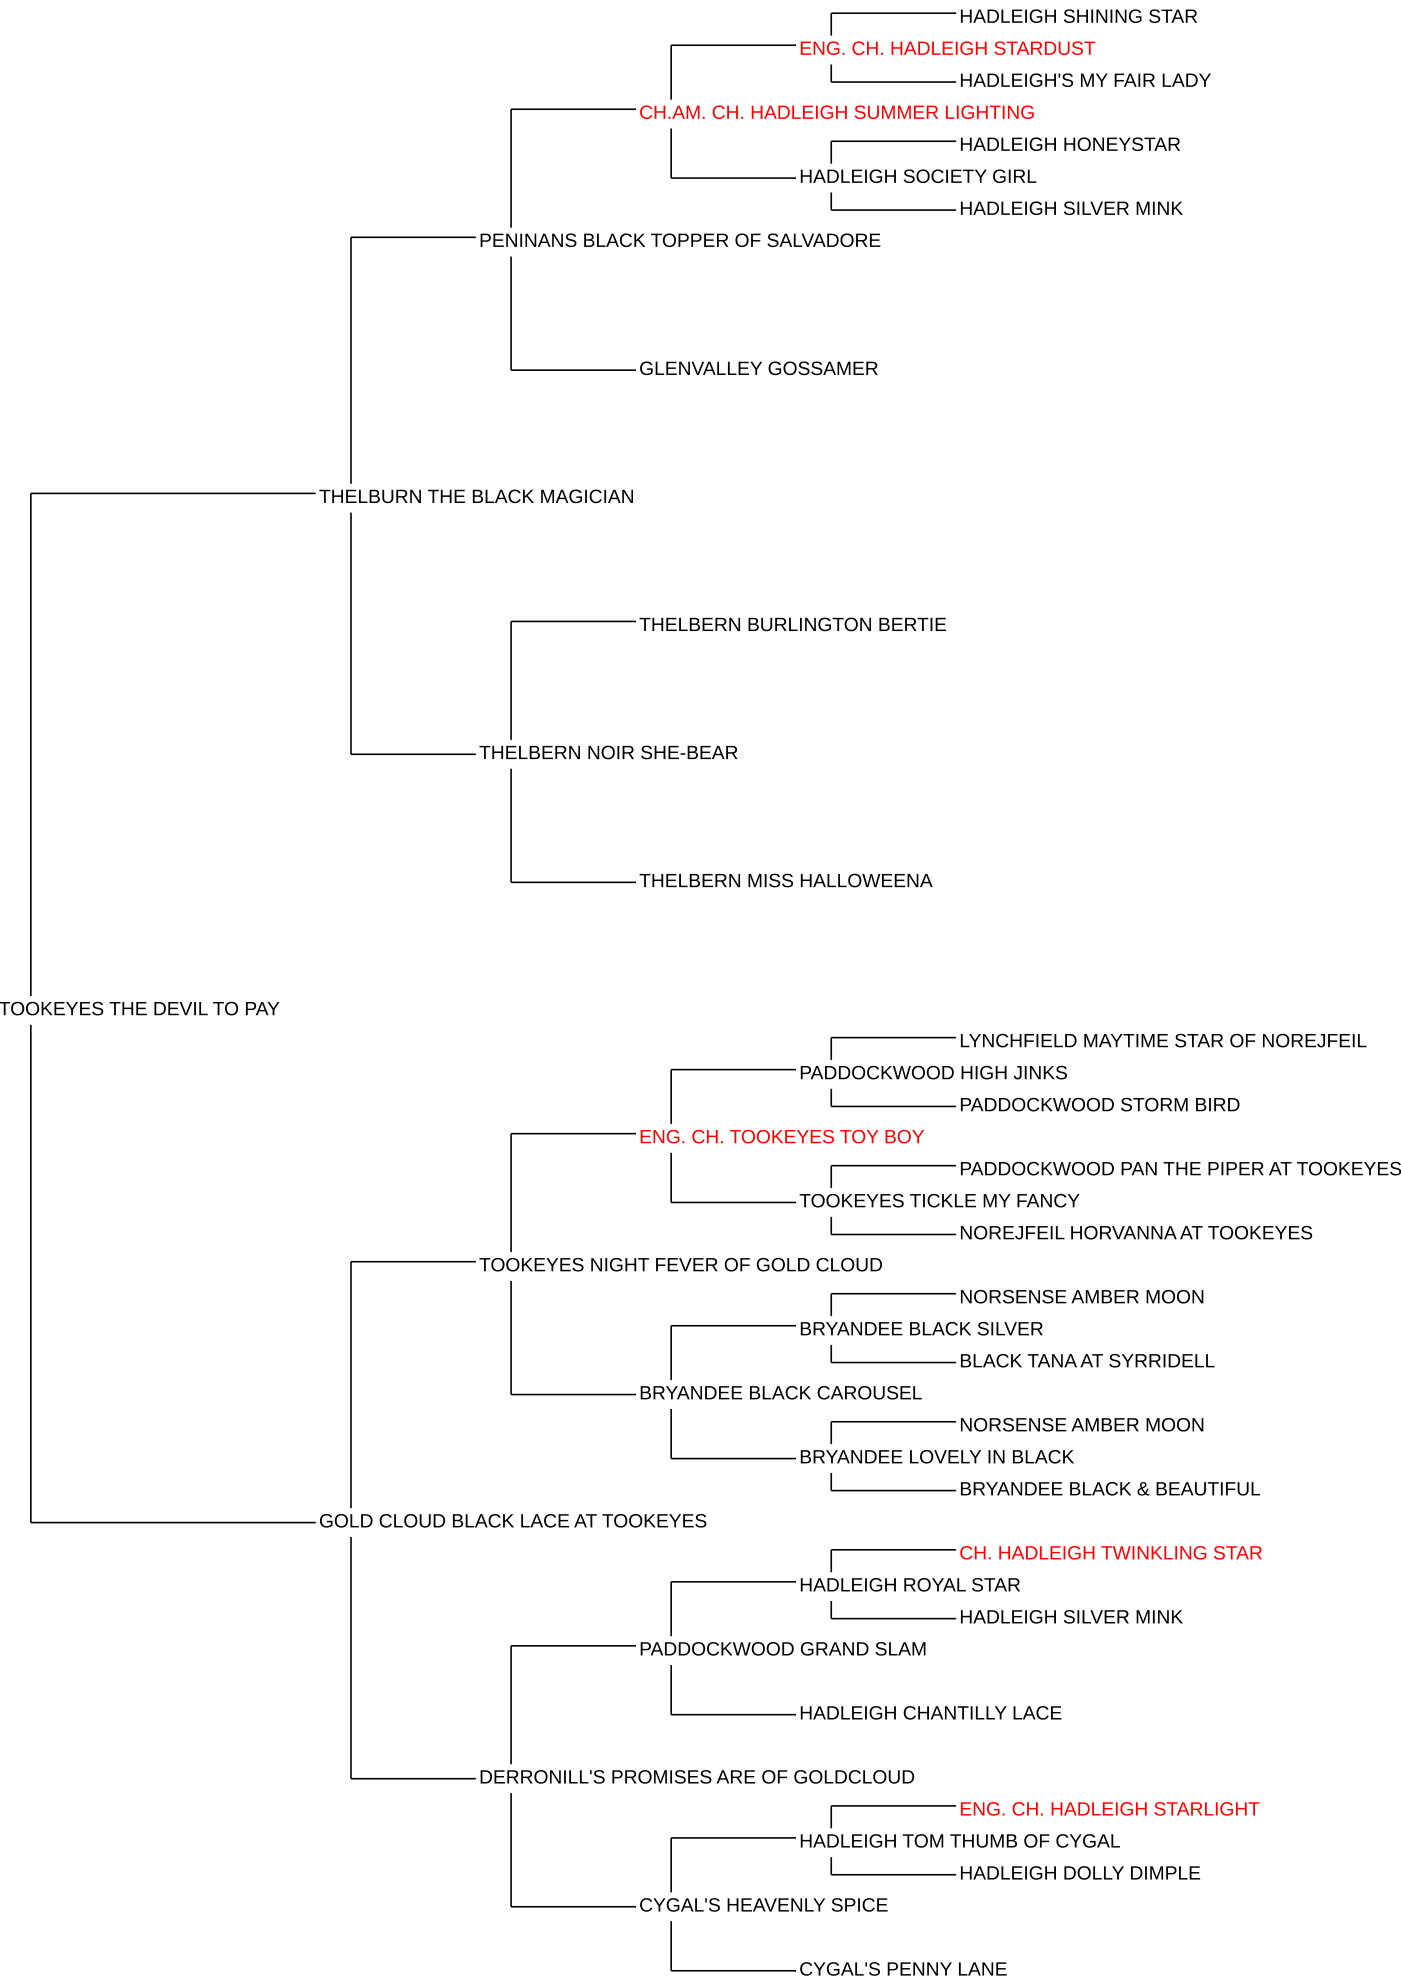 HADLEIGH SHINING STAR
ENG. CH. HADLEIGH STARDUST
HADLEIGH'S MY FAIR LADY
CH.AM. CH. HADLEIGH SUMMER LIGHTING
HADLEIGH HONEYSTAR
HADLEIGH SOCIETY GIRL
HADLEIGH SILVER MINK
PENINANS BLACK TOPPER OF SALVADORE
GLENVALLEY GOSSAMER
THELBURN THE BLACK MAGICIAN
THELBERN BURLINGTON BERTIE
THELBERN NOIR SHE-BEAR
THELBERN MISS HALLOWEENA
TOOKEYES THE DEVIL TO PAY
LYNCHFIELD MAYTIME STAR OF NOREJFEIL
PADDOCKWOOD HIGH JINKS
PADDOCKWOOD STORM BIRD
ENG. CH. TOOKEYES TOY BOY
PADDOCKWOOD PAN THE PIPER AT TOOKEYES
TOOKEYES TICKLE MY FANCY
NOREJFEIL HORVANNA AT TOOKEYES
TOOKEYES NIGHT FEVER OF GOLD CLOUD
NORSENSE AMBER MOON
BRYANDEE BLACK SILVER
BLACK TANA AT SYRRIDELL
BRYANDEE BLACK CAROUSEL
NORSENSE AMBER MOON
BRYANDEE LOVELY IN BLACK
BRYANDEE BLACK & BEAUTIFUL
GOLD CLOUD BLACK LACE AT TOOKEYES
CH. HADLEIGH TWINKLING STAR
HADLEIGH ROYAL STAR
HADLEIGH SILVER MINK
PADDOCKWOOD GRAND SLAM
HADLEIGH CHANTILLY LACE
DERRONILL'S PROMISES ARE OF GOLDCLOUD
ENG. CH. HADLEIGH STARLIGHT
HADLEIGH TOM THUMB OF CYGAL
HADLEIGH DOLLY DIMPLE
CYGAL'S HEAVENLY SPICE
CYGAL'S PENNY LANE